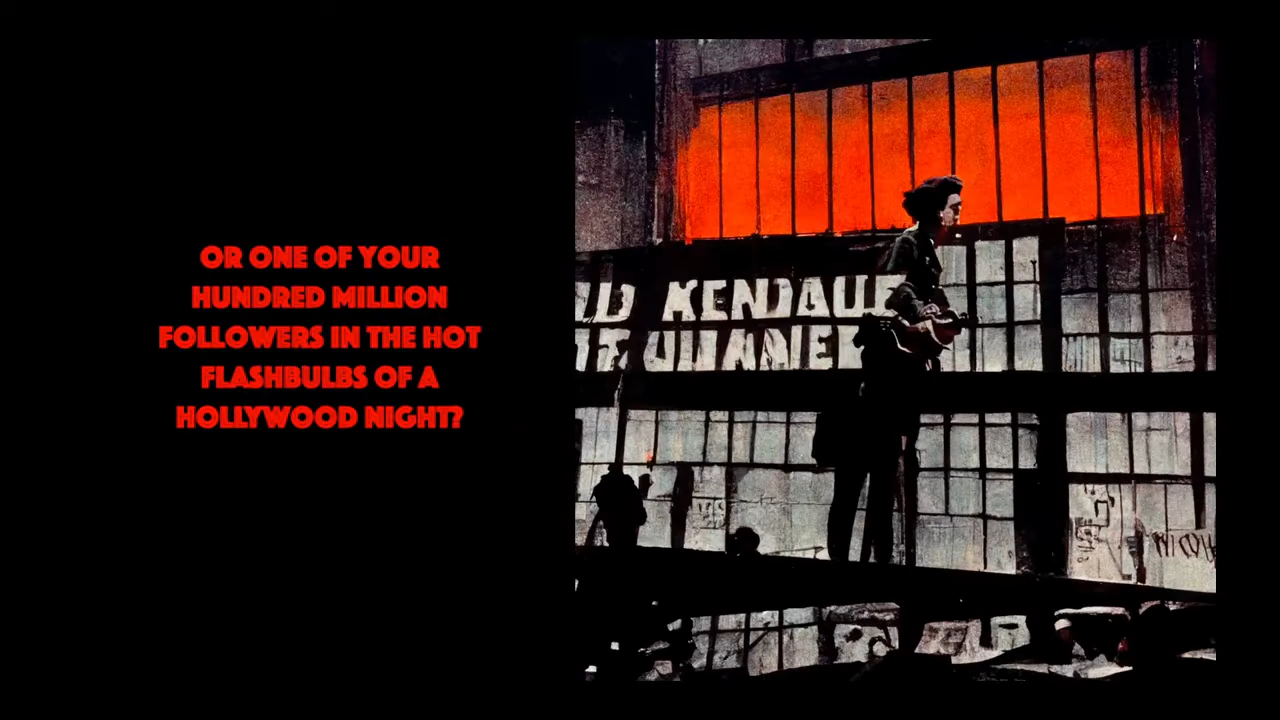 OR ONE OF YOUR
HUNDRED MILLION
FOLLOWERS IN THE HOT
FLASHBULBS OF A
HOLLYWOOD NIGHT?